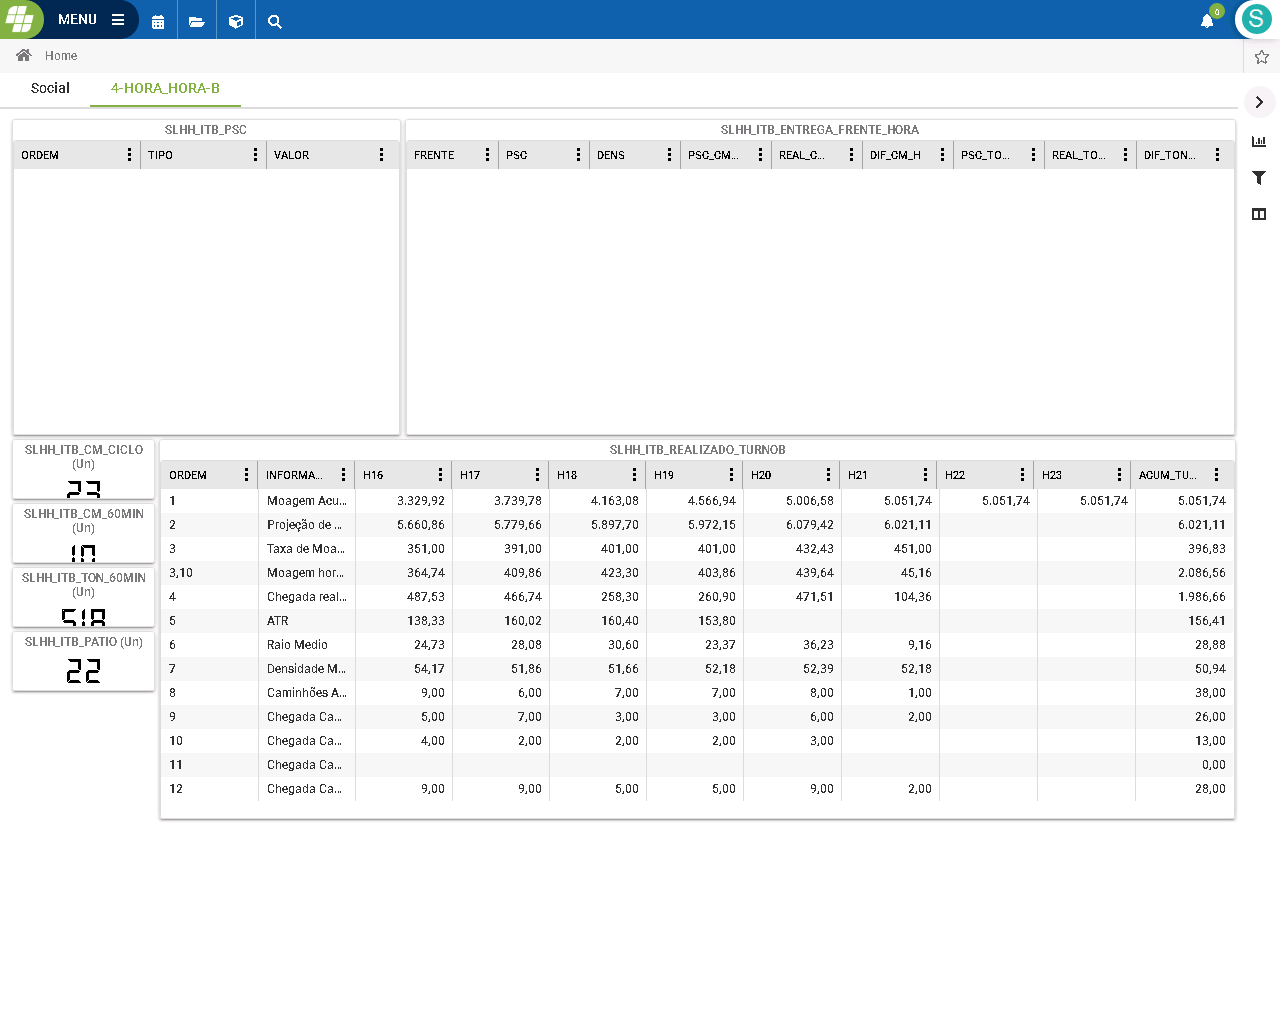 MENU
0
S
Home
Social
4-HORA_HORA-B
SLHH_ITB_PSC
ORDEM TIPO VALOR
SLHH_ITB_ENTREGA_FRENTE_HORA
FRENTE PSC DENS PSC_CM... REAL_C... DIF_CM_H PSC_TO... REAL_TO... DIF_TON...
SLHH_ITB_CM_CICLO
(Un)
23
SLHH_ITB_CM_60MIN
(Un)
10
SLHH_ITB_TON_60MIN
(Un)
518
SLHH_ITB_PATIO (Un)
22
SLHH_ITB_REALIZADO_TURNOB
ORDEM INFORMA... H16 H17 H18 H19 H20 H21 H22 H23 ACUM_TU...
1 Moagem Acu... 3.329,92 3.739,78 4.163,08 4.566,94 5.006,58 5.051,74 5.051,74 5.051,74 5.051,74
2 Projeção de ... 5.660,86 5.779,66 5.897,70 5.972,15 6.079,42 6.021,11 6.021,11
3 Taxa de Moa... 351,00 391,00 401,00 401,00 432,43 451,00 396,83
3,10 Moagem hor... 364,74 409,86 423,30 403,86 439,64 45,16 2.086,56
4 Chegada real... 487,53 466,74 258,30 260,90 471,51 104,36 1.986,66
5 ATR 138,33 160,02 160,40 153,80 156,41
6 Raio Medio 24,73 28,08 30,60 23,37 36,23 9,16 28,88
7 Densidade M... 54,17 51,86 51,66 52,18 52,39 52,18 50,94
8 Caminhões A... 9,00 6,00 7,00 7,00 8,00 1,00 38,00
9 Chegada Ca... 5,00 7,00 3,00 3,00 6,00 2,00 26,00
10 Chegada Ca... 4,00 2,00 2,00 2,00 3,00 13,00
11 Chegada Ca... 0,00
12 Chegada Ca... 9,00 9,00 5,00 5,00 9,00 2,00 28,00